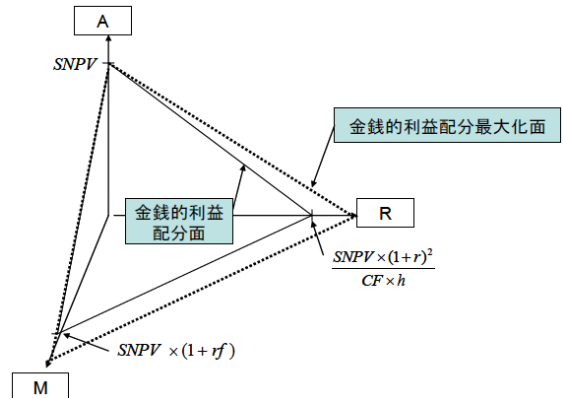 A
SNPV
金銭的利益配分最大化面
金銭的利益
配分面
R
SNPV×(1+r)²
CF×h
SNPV×(1+rf)
M